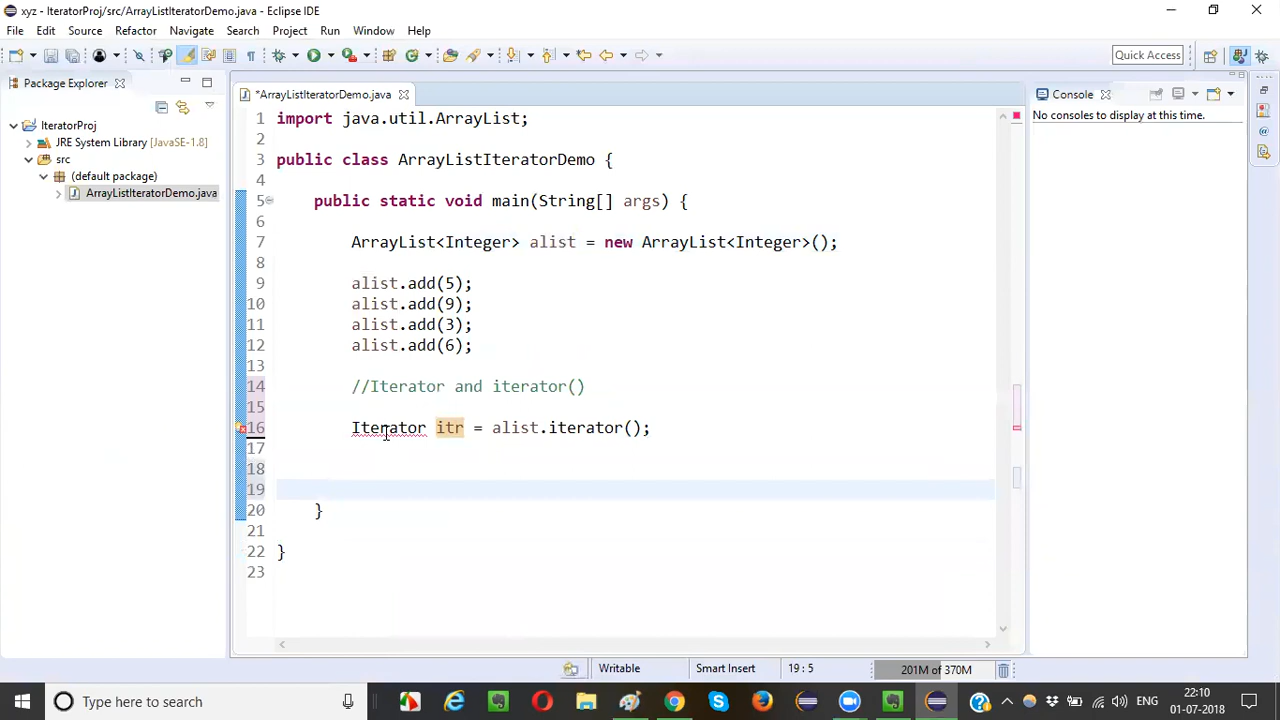 xyz - IteratorProj/src/ArrayListIteratorDemo.java - Eclipse IDE
File Edit Source Refactor Navigate Search Project Run Window Help
Quick Access
Package Explorer
IteratorProj
JRE System Library [JavaSE-1.8]
src
(default package)
ArrayListIteratorDemo.java
*ArrayListIteratorDemo.java
1 import java.util.ArrayList;
2
3 public class ArrayListIteratorDemo {
4
5 public static void main(String[] args) {
6
7 ArrayList<Integer> alist = new ArrayList<Integer>();
8
9 alist.add(5);
10 alist.add(9);
11 alist.add(3);
12 alist.add(6);
13
14 //Iterator and iterator()
15
16 Iterator itr = alist.iterator();
17
18
19
20 }
21
22 }
23
Console
No consoles to display at this time.
Writable Smart Insert 19 : 5 201M of 370M
Type here to search
ENG
22:10
01-07-2018